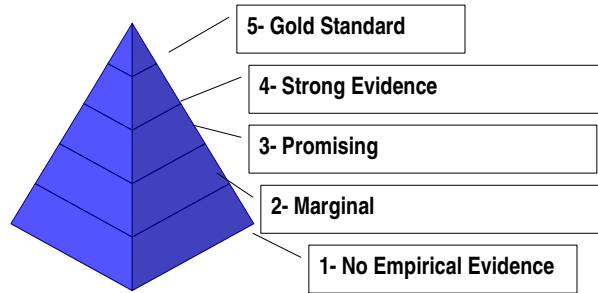 5- Gold Standard
4- Strong Evidence
3- Promising
2- Marginal
1- No Empirical Evidence